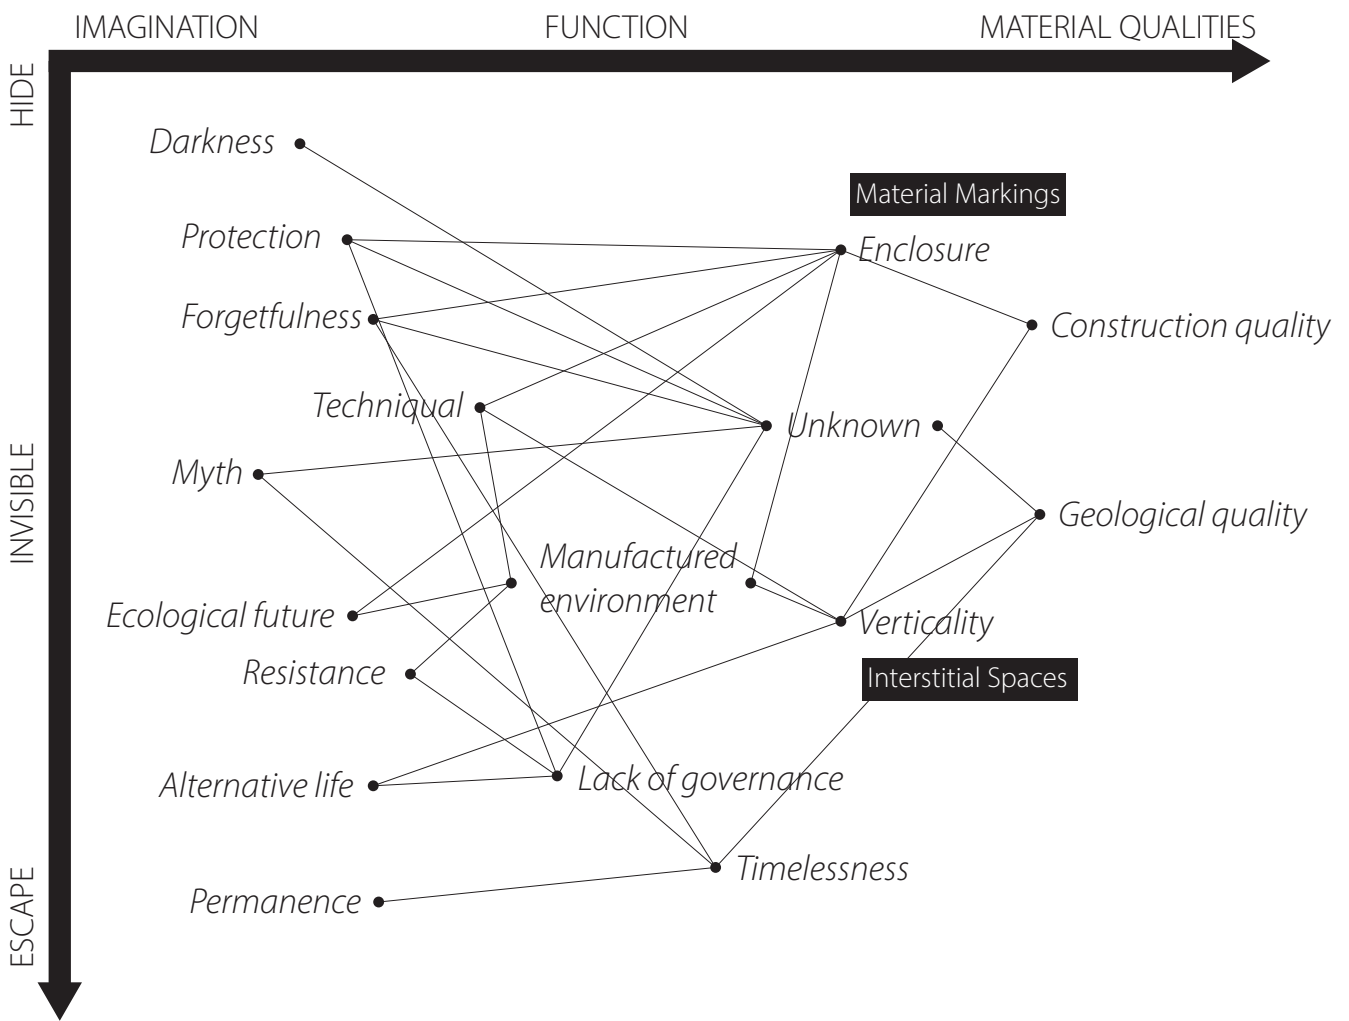 IMAGINATION
FUNCTION
MATERIAL QUALITIES
HIDE
Darkness
Material Markings
Protection
Enclosure
Forgetfulness
Construction quality
Techniqual
Unknown
INVISIBLE
Myth
Geological quality
Manufactured
environment
Ecological future
Verticality
Resistance
Interstitial Spaces
Alternative life
Lack of governance
Timelessness
ESCAPE
Permanence